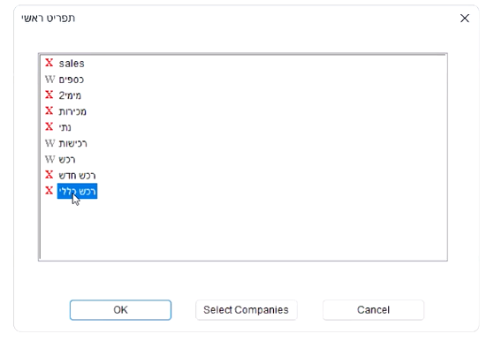 תפריט ראשי
X sales
W כספים
X מימי2
X מכירות
X נתי
W רכישות
W רכש
X רכש חדש
X רכש כללי
OK
Select Companies
Cancel